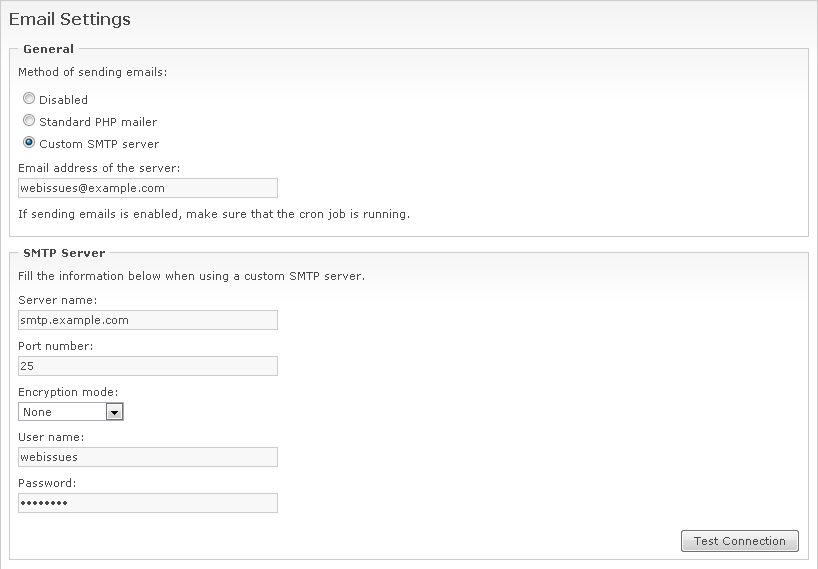 Email Settings
General
Method of sending emails:
Disabled
Standard PHP mailer
Custom SMTP server
Email address of the server:
webissues@example.com
If sending emails is enabled, make sure that the cron job is running.
SMTP Server
Fill the information below when using a custom SMTP server.
Server name:
smtp.example.com
Port number:
25
Encryption mode:
None
User name:
webissues
Password:
••••••••
Test Connection